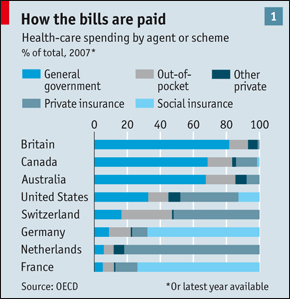 How the bills are paid
1
Health-care spending by agent or scheme
% of total, 2007*
General government
Out-of-pocket
Other private
Private insurance
Social insurance
0 20 40 60 80 100
Britain
Canada
Australia
United States
Switzerland
Germany
Netherlands
France
Source: OECD
*Or latest year available